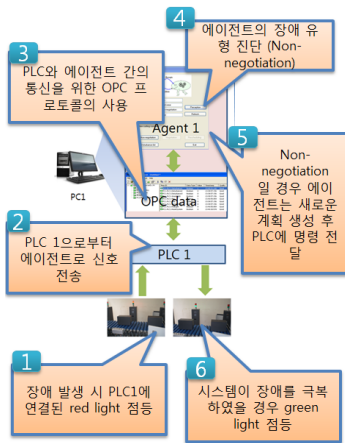 4
에이전트의 장애 유
형 진단 (Non-
negotiation)
3
PLC와 에이전트 간의
통신을 위한 OPC 프
로토콜의 사용
Agent 1
5
Non-
negotiation
일 경우 에이
전트는 새로운
계획 생성 후
PLC에 명령 전
달
PC1
OPC data
2
PLC 1으로부터
에이전트로 신호
전송
PLC 1
1
장애 발생 시 PLC1에
연결된 red light 점등
6
시스템이 장애를 극복
하였을 경우 green
light 점등